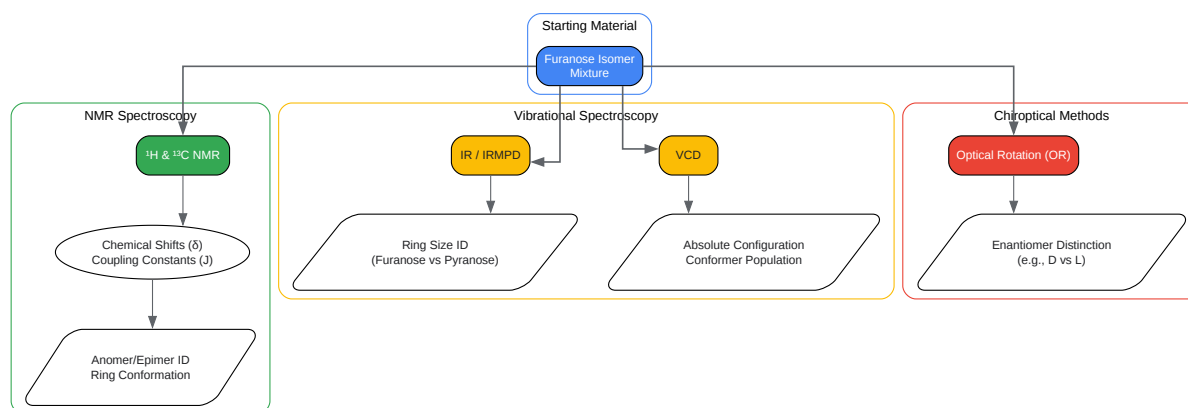 Starting Material
Furanose Isomer
Mixture
NMR Spectroscopy
Vibrational Spectroscopy
Chiroptical Methods
¹H & ¹³C NMR
IR / IRMPD
VCD
Optical Rotation (OR)
Chemical Shifts (δ)
Coupling Constants (J)
Ring Size ID
(Furanose vs Pyranose)
Absolute Configuration
Conformer Population
Enantiomer Distinction
(e.g., D vs L)
Anomer/Epimer ID
Ring Conformation